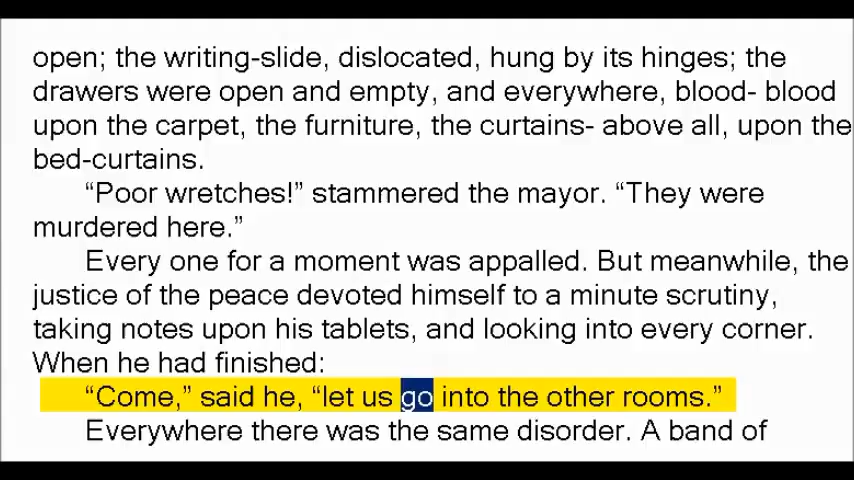 open; the writing-slide, dislocated, hung by its hinges; the
drawers were open and empty, and everywhere, blood- blood
upon the carpet, the furniture, the curtains- above all, upon the
bed-curtains.
“Poor wretches!” stammered the mayor. “They were
murdered here.”
Every one for a moment was appalled. But meanwhile, the
justice of the peace devoted himself to a minute scrutiny,
taking notes upon his tablets, and looking into every corner.
When he had finished:
“Come,” said he, “let us go into the other rooms.”
Everywhere there was the same disorder. A band of